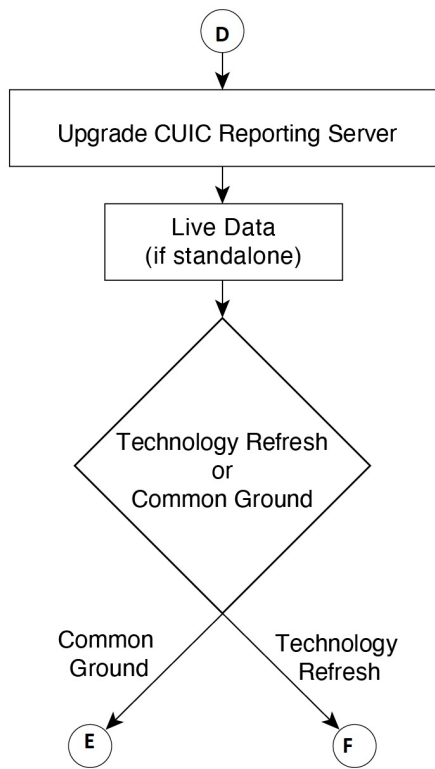 D
Upgrade CUIC Reporting Server
Live Data
(if standalone)
Technology Refresh
or
Common Ground
Common
Ground
Technology
Refresh
E
F